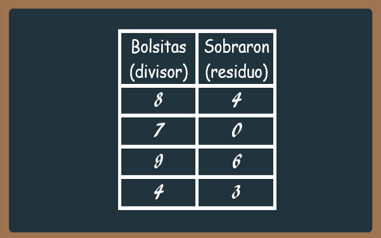 Bolsitas Sobraron
(divisor) (residuo)
8 4
7 0
9 6
4 3